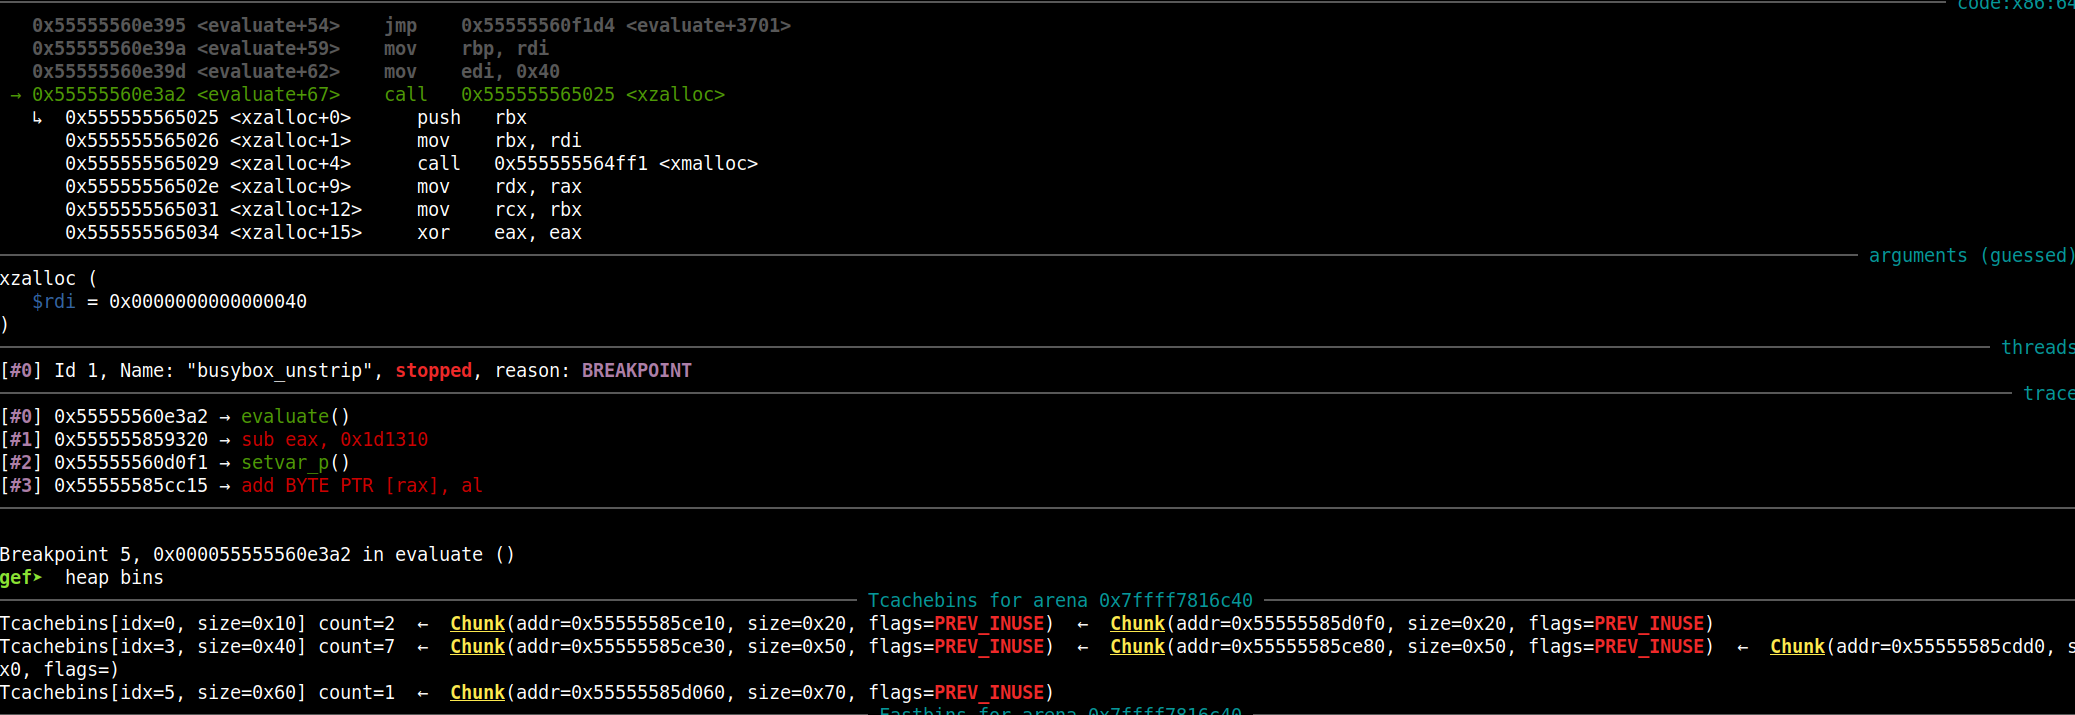 code:x86:64
0x55555560e395 <evaluate+54> jmp 0x55555560f1d4 <evaluate+3701>
0x55555560e39a <evaluate+59> mov rbp, rdi
0x55555560e39d <evaluate+62> mov edi, 0x40
→ 0x55555560e3a2 <evaluate+67> call 0x555555565025 <xzalloc>
↳ 0x555555565025 <xzalloc+0> push rbx
0x555555565026 <xzalloc+1> mov rbx, rdi
0x555555565029 <xzalloc+4> call 0x555555564ff1 <xmalloc>
0x55555556502e <xzalloc+9> mov rdx, rax
0x555555565031 <xzalloc+12> mov rcx, rbx
0x555555565034 <xzalloc+15> xor eax, eax
arguments (guessed)
xzalloc (
$rdi = 0x0000000000000040
)
threads
[#0] Id 1, Name: "busybox_unstrip", stopped, reason: BREAKPOINT
trace
[#0] 0x55555560e3a2 → evaluate()
[#1] 0x555555859320 → sub eax, 0x1d1310
[#2] 0x55555560d0f1 → setvar_p()
[#3] 0x55555585cc15 → add BYTE PTR [rax], al
Breakpoint 5, 0x000055555560e3a2 in evaluate ()
gef➤ heap bins
Tcachebins for arena 0x7ffff7816c40
Tcachebins[idx=0, size=0x10] count=2 ← Chunk(addr=0x55555585ce10, size=0x20, flags=PREV_INUSE) ← Chunk(addr=0x55555585d0f0, size=0x20, flags=PREV_INUSE)
Tcachebins[idx=3, size=0x40] count=7 ← Chunk(addr=0x55555585ce30, size=0x50, flags=PREV_INUSE) ← Chunk(addr=0x55555585ce80, size=0x50, flags=PREV_INUSE) ← Chunk(addr=0x55555585cdd0, s
x0, flags=)
Tcachebins[idx=5, size=0x60] count=1 ← Chunk(addr=0x55555585d060, size=0x70, flags=PREV_INUSE)
Fastbins for arena 0x7ffff7816c40